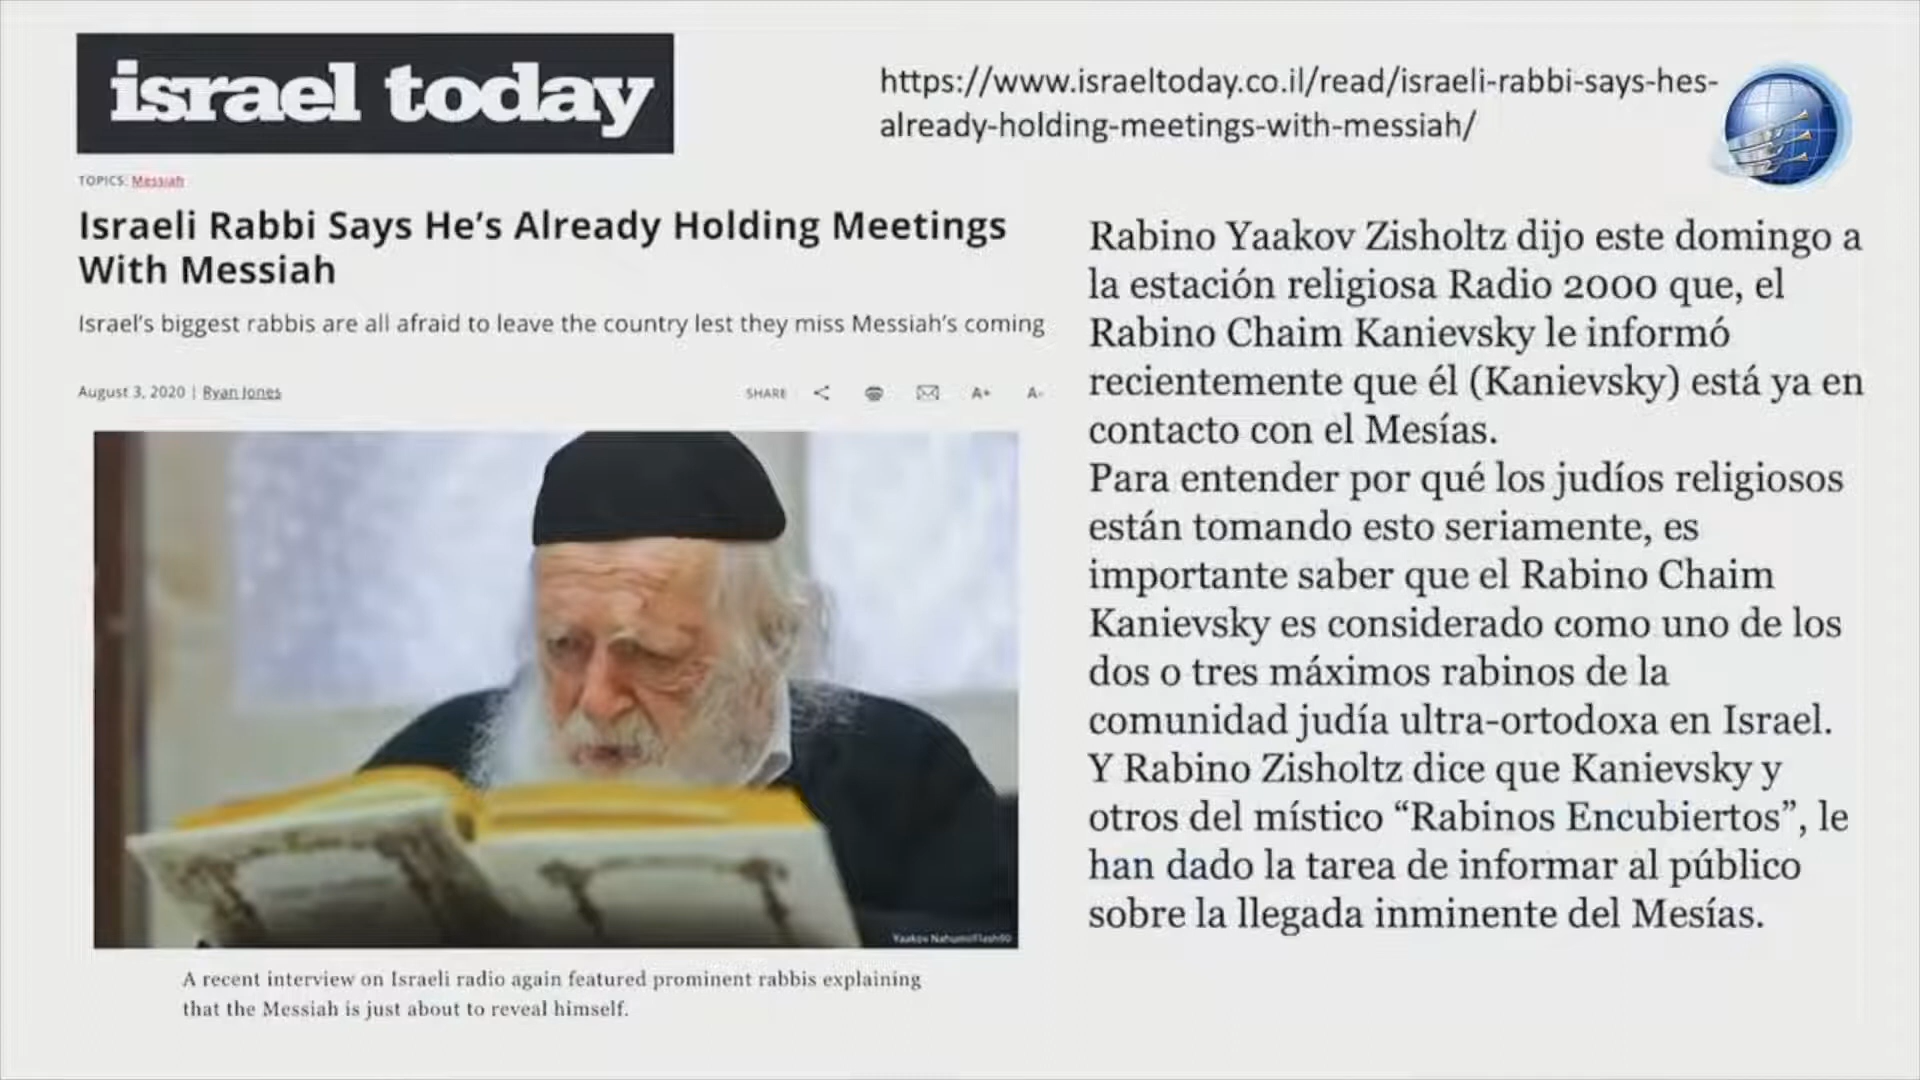 israel today
https://www.israeltoday.co.il/read/israeli-rabbi-says-hes-
already-holding-meetings-with-messiah/
TOPICS: Messiah
Israeli Rabbi Says He's Already Holding Meetings
With Messiah
Israel's biggest rabbis are all afraid to leave the country lest they miss Messiah's coming
August 3, 2020 | Ryan Jones
SHARE A+ A-
Yaakov Nahumi/Flash90
A recent interview on Israeli radio again featured prominent rabbis explaining
that the Messiah is just about to reveal himself.
Rabino Yaakov Zisholtz dijo este domingo a
la estación religiosa Radio 2000 que, el
Rabino Chaim Kanievsky le informó
recientemente que él (Kanievsky) está ya en
contacto con el Mesías.
Para entender por qué los judíos religiosos
están tomando esto seriamente, es
importante saber que el Rabino Chaim
Kanievsky es considerado como uno de los
dos o tres máximos rabinos de la
comunidad judía ultra-ortodoxa en Israel.
Y Rabino Zisholtz dice que Kanievsky y
otros del místico “Rabinos Encubiertos”, le
han dado la tarea de informar al público
sobre la llegada inminente del Mesías.